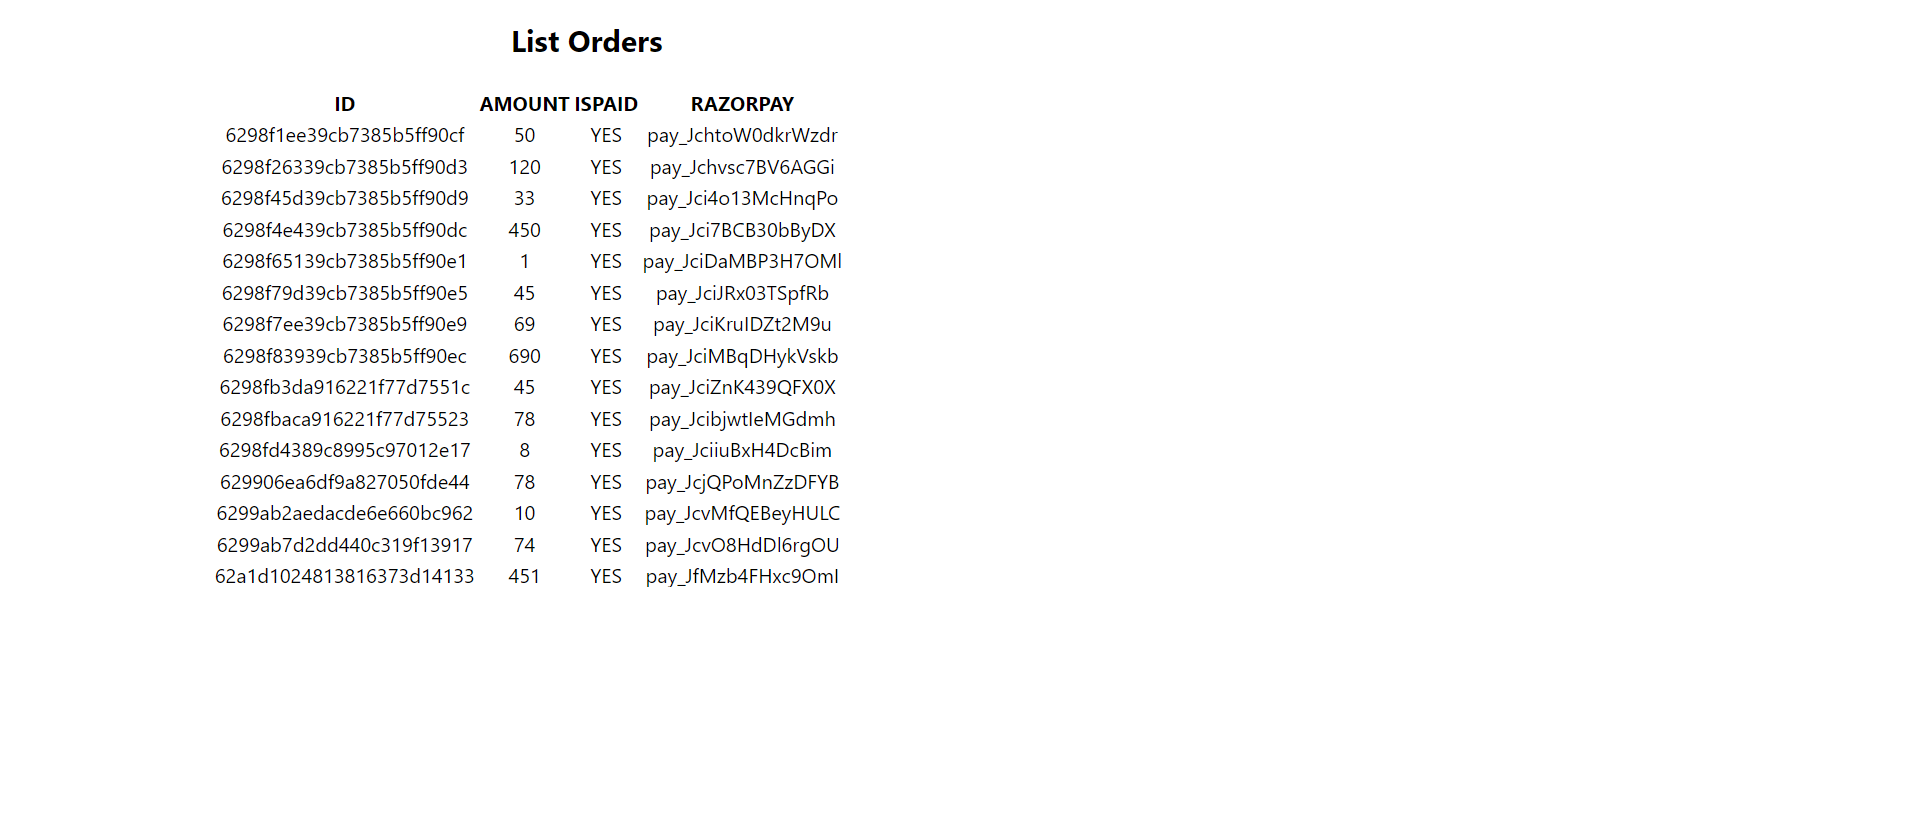 List Orders
ID AMOUNT ISPAID RAZORPAY
6298f1ee39cb7385b5ff90cf 50 YES pay_JchtoW0dkrWzdr
6298f26339cb7385b5ff90d3 120 YES pay_Jchvsc7BV6AGGi
6298f45d39cb7385b5ff90d9 33 YES pay_Jci4o13McHnqPo
6298f4e439cb7385b5ff90dc 450 YES pay_Jci7BCB30bByDX
6298f65139cb7385b5ff90e1 1 YES pay_JciDaMBP3H7OMl
6298f79d39cb7385b5ff90e5 45 YES pay_JciJRx03TSpfRb
6298f7ee39cb7385b5ff90e9 69 YES pay_JciKruIDZt2M9u
6298f83939cb7385b5ff90ec 690 YES pay_JciMBqDHykVskb
6298fb3da916221f77d7551c 45 YES pay_JciZnK439QFX0X
6298fbaca916221f77d75523 78 YES pay_JcibjwtIeMGdmh
6298fd4389c8995c97012e17 8 YES pay_JciiuBxH4DcBim
629906ea6df9a827050fde44 78 YES pay_JcjQPoMnZzDFYB
6299ab2aedacde6e660bc962 10 YES pay_JcvMfQEBeyHULC
6299ab7d2dd440c319f13917 74 YES pay_JcvO8HdDl6rgOU
62a1d1024813816373d14133 451 YES pay_JfMzb4FHxc9OmI